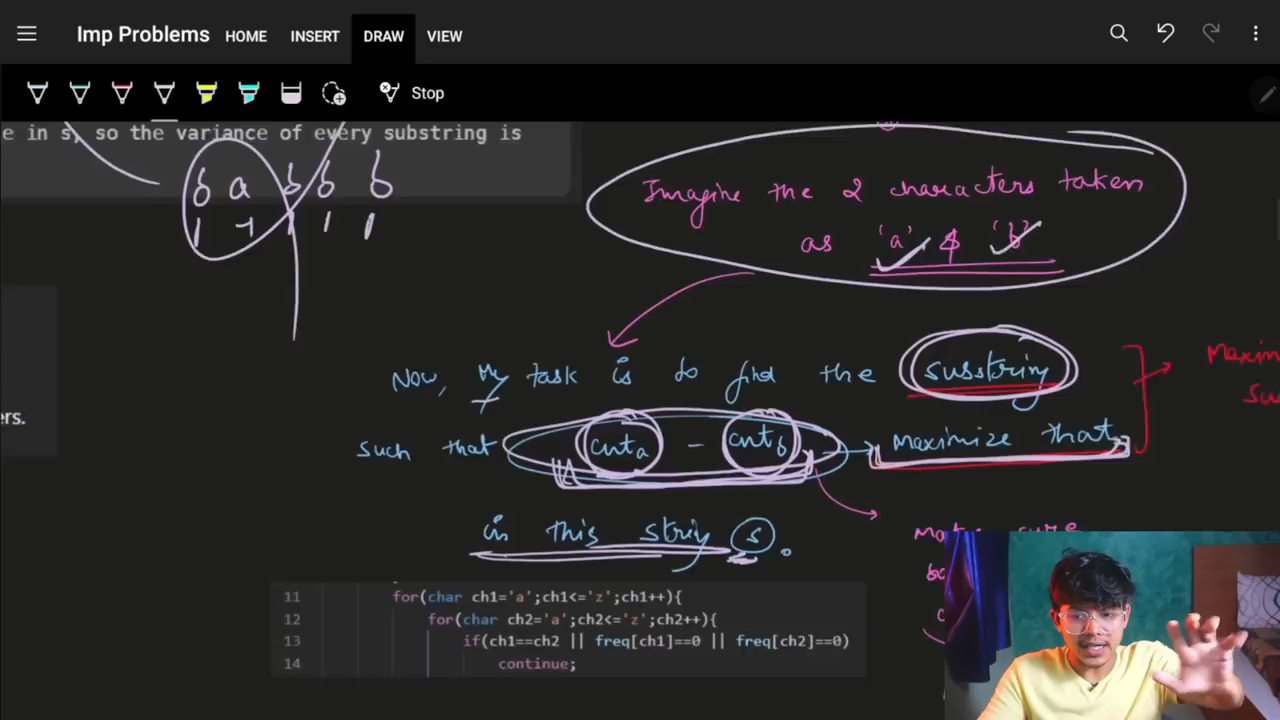 Imp Problems HOME INSERT DRAW VIEW
Stop
e in s, so the variance of every substring is
b a b b b
1 -1 1 1 1
Imagine the 2 characters taken
as 'a' & 'b'
Now, My task is to find the susstring
such that cnta - cntb → maximize that
in this string s.
ers.
11 for(char ch1='a';ch1<='z';ch1++){
12 for(char ch2='a';ch2<='z';ch2++){
13 if(ch1==ch2 || freq[ch1]==0 || freq[ch2]==0)
14 continue;